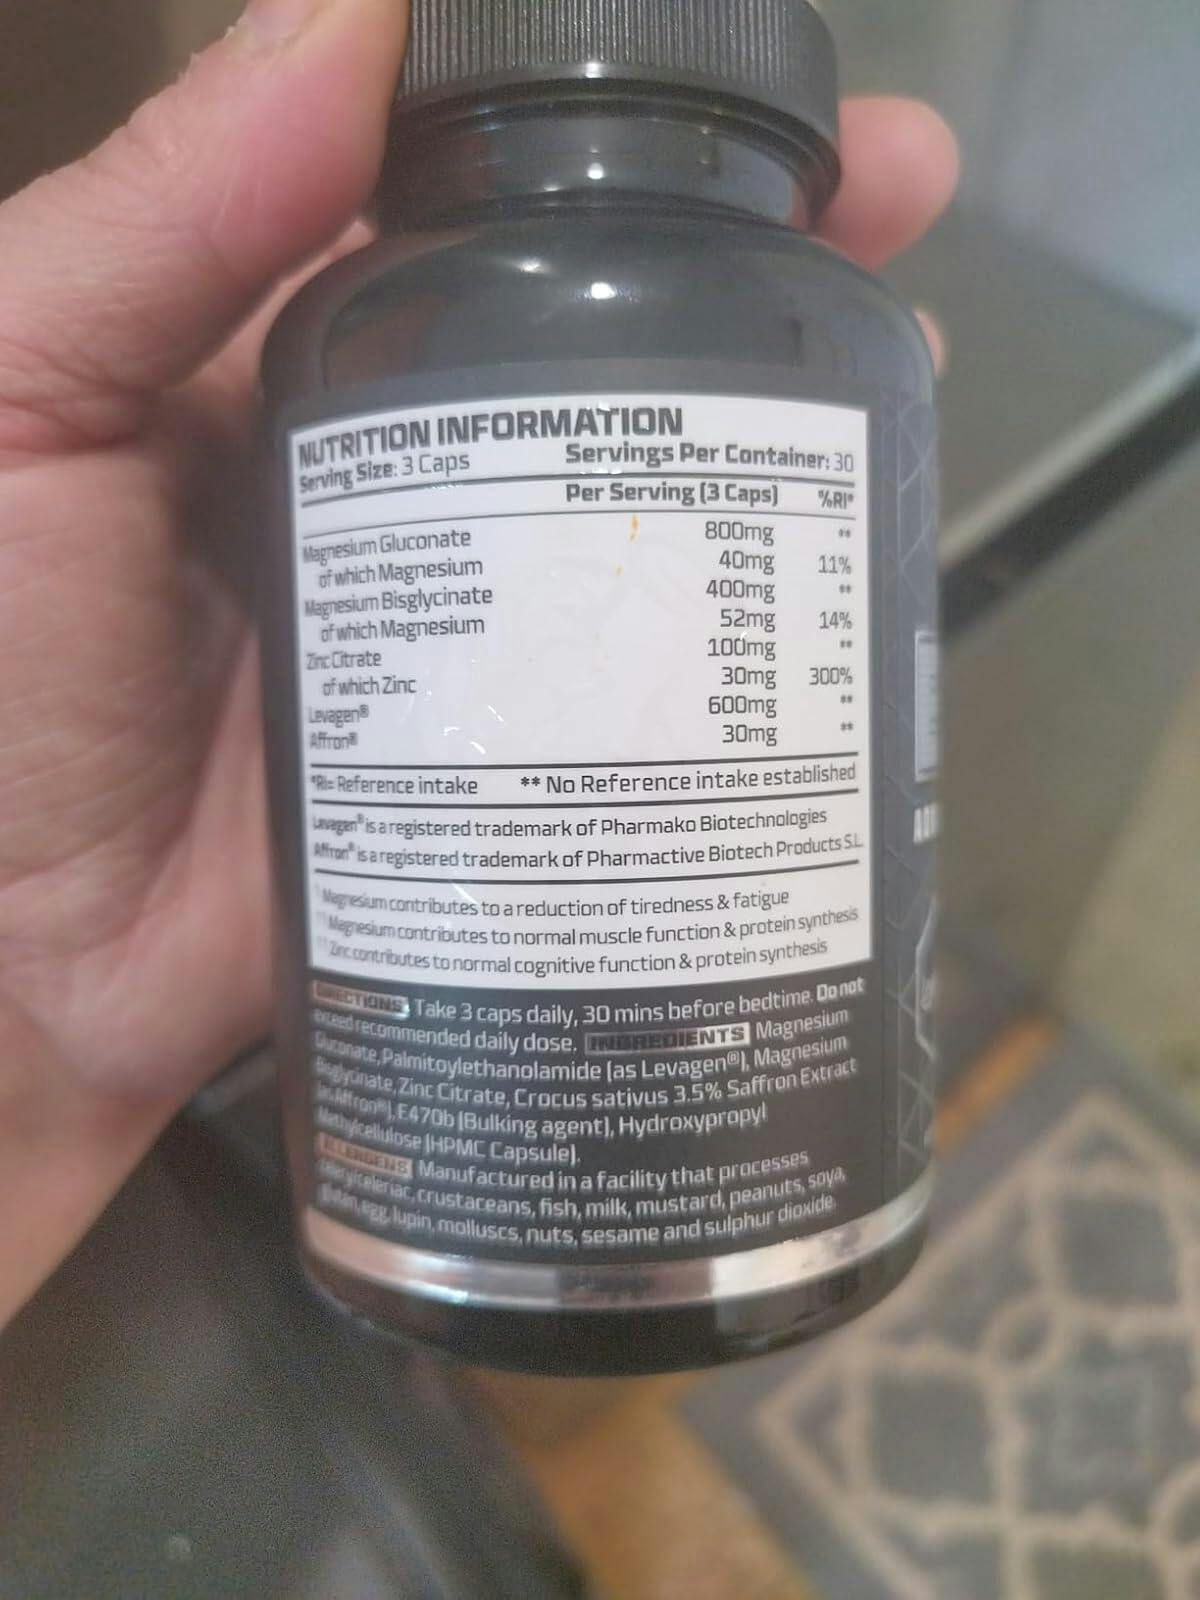 NUTRITION INFORMATION
Serving Size: 3 Caps Servings Per Container: 30
Per Serving (3 Caps) %RI*
Magnesium Gluconate 800mg **
of which Magnesium 40mg 11%
Magnesium Bisglycinate 400mg **
of which Magnesium 52mg 14%
Zinc Citrate 100mg **
of which Zinc 30mg 300%
Levagen® 600mg **
Affron® 30mg **
*RI= Reference intake ** No Reference intake established
Levagen® is a registered trademark of Pharmako Biotechnologies
Affron® is a registered trademark of Pharmactive Biotech Products S.L.
† Magnesium contributes to a reduction of tiredness & fatigue
†† Magnesium contributes to normal muscle function & protein synthesis
††† Zinc contributes to normal cognitive function & protein synthesis
DIRECTIONS: Take 3 caps daily, 30 mins before bedtime. Do not
exceed recommended daily dose. INGREDIENTS Magnesium
Gluconate, Palmitoylethanolamide (as Levagen®), Magnesium
Bisglycinate, Zinc Citrate, Crocus sativus 3.5% Saffron Extract
(as Affron®), E470b (Bulking agent), Hydroxypropyl
Methylcellulose (HPMC Capsule).
ALLERGENS Manufactured in a facility that processes
celery/celeriac, crustaceans, fish, milk, mustard, peanuts, soya,
gluten, egg, lupin, molluscs, nuts, sesame and sulphur dioxide.